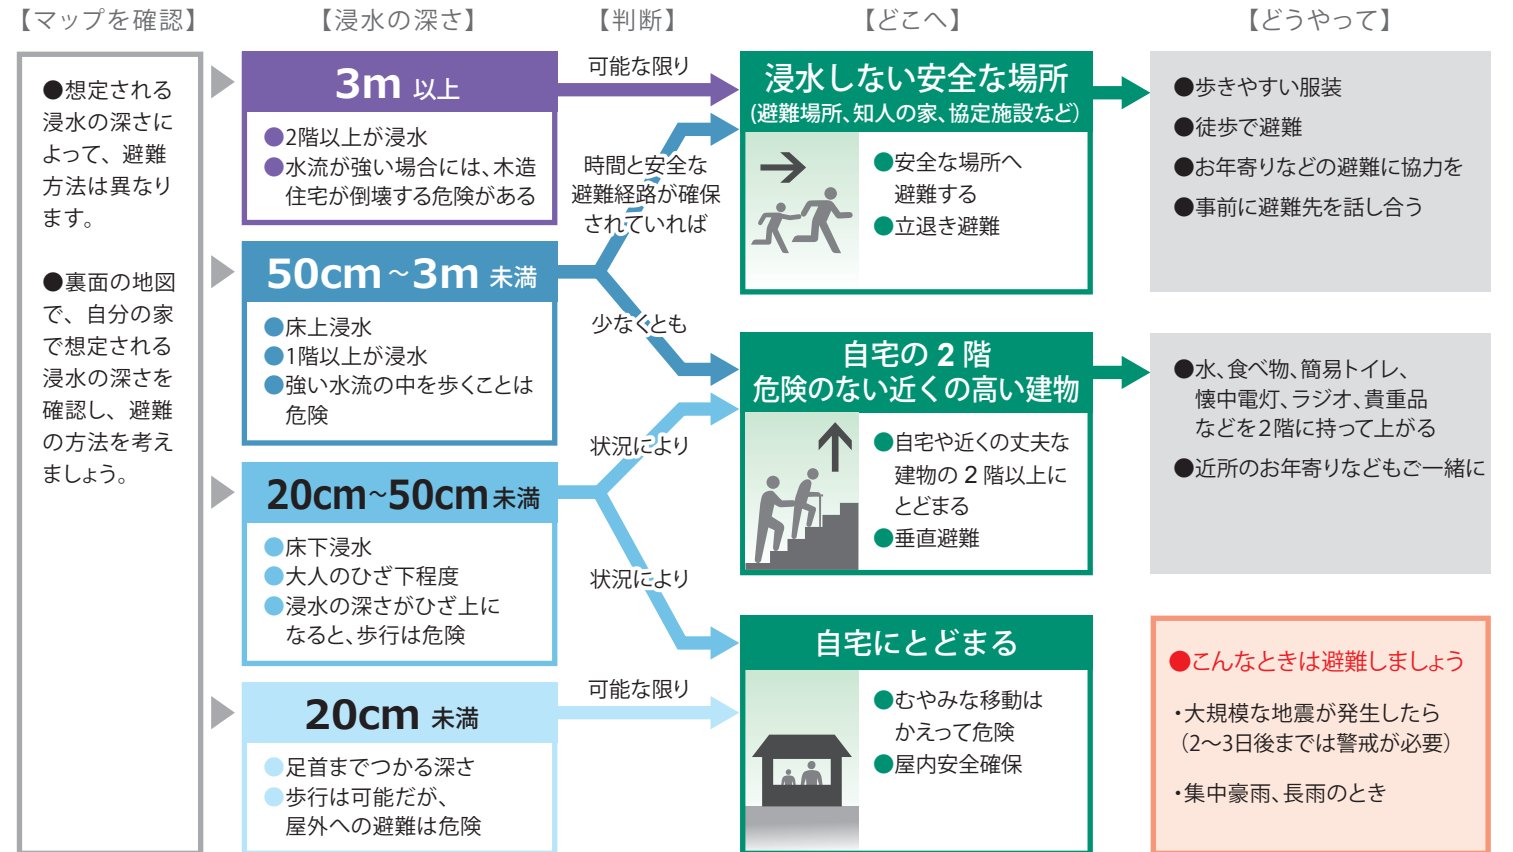 【マップを確認】
●想定される
浸水の深さに
よって、避難
方法は異なり
ます。
●裏面の地図
で、自分の家
で想定される
浸水の深さを
確認し、避難
の方法を考え
ましょう。
【浸水の深さ】
3m 以上
●2階以上が浸水
●水流が強い場合には、木造
住宅が倒壊する危険がある
50cm～3m 未満
●床上浸水
●1階以上が浸水
●強い水流の中を歩くことは
危険
20cm～50cm未満
●床下浸水
●大人のひざ下程度
●浸水の深さがひざ上に
なると、歩行は危険
20cm 未満
●足首までつかる深さ
●歩行は可能だが、
屋外への避難は危険
【判断】
可能な限り
時間と安全な
避難経路が確保
されていれば
少なくとも
状況により
状況により
可能な限り
【どこへ】
浸水しない安全な場所
(避難場所、知人の家、協定施設など)
●安全な場所へ
避難する
●立退き避難
自宅の 2 階
危険のない近くの高い建物
●自宅や近くの丈夫な
建物の 2 階以上に
とどまる
●垂直避難
自宅にとどまる
●むやみな移動は
かえって危険
●屋内安全確保
【どうやって】
●歩きやすい服装
●徒歩で避難
●お年寄りなどの避難に協力を
●事前に避難先を話し合う
●水、食べ物、簡易トイレ、
懐中電灯、ラジオ、貴重品
などを2階に持って上がる
●近所のお年寄りなどもご一緒に
●こんなときは避難しましょう
・大規模な地震が発生したら
（2～3日後までは警戒が必要）
・集中豪雨、長雨のとき